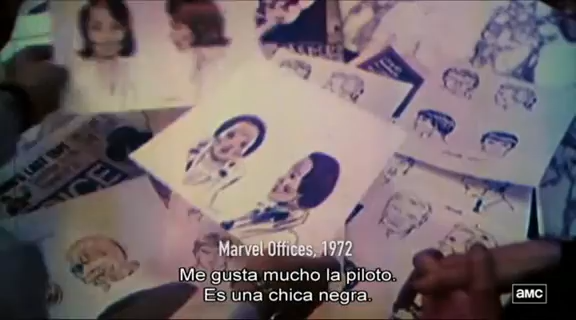 Marvel Offices, 1972
Me gusta mucho la piloto.
Es una chica negra.
amc